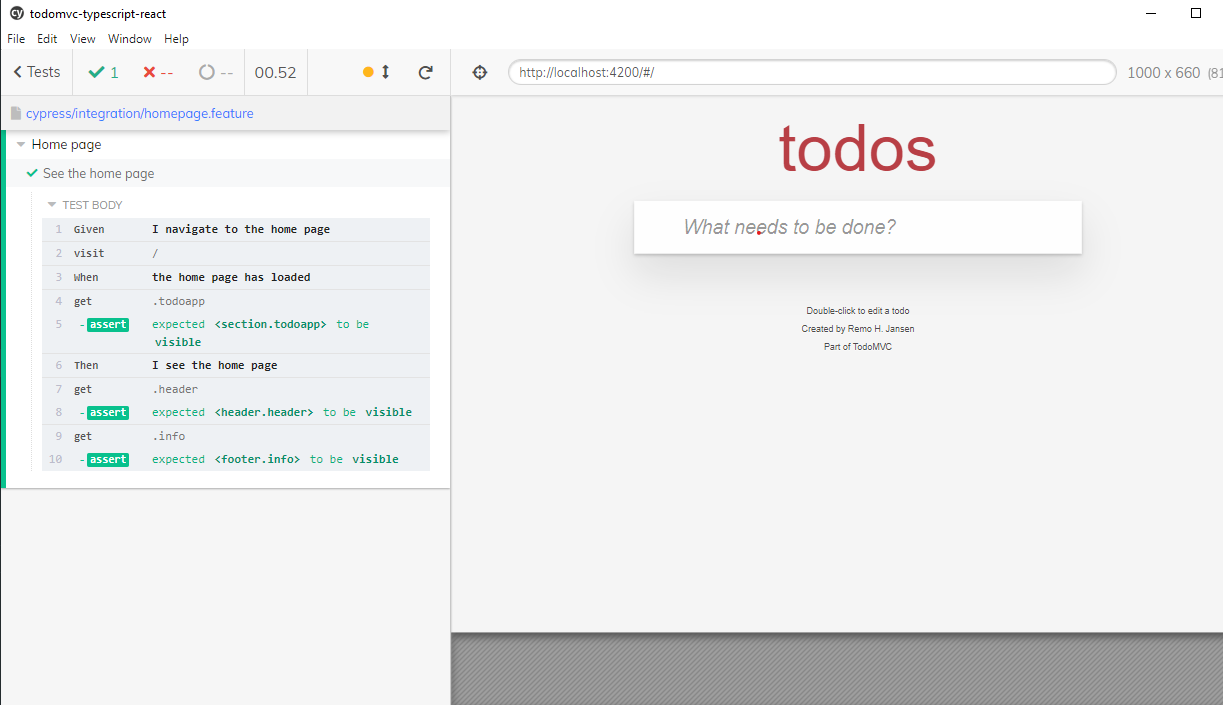 cy todomvc-typescript-react
File Edit View Window Help
Tests 1 -- -- 00.52
http://localhost:4200/#/ 1000 x 660 (81
cypress/integration/homepage.feature
Home page
See the home page
TEST BODY
1 Given I navigate to the home page
2 visit /
3 When the home page has loaded
4 get .todoapp
5 -assert expected <section.todoapp> to be
visible
6 Then I see the home page
7 get .header
8 -assert expected <header.header> to be visible
9 get .info
10 -assert expected <footer.info> to be visible
todos
What needs to be done?
Double-click to edit a todo
Created by Remo H. Jansen
Part of TodoMVC